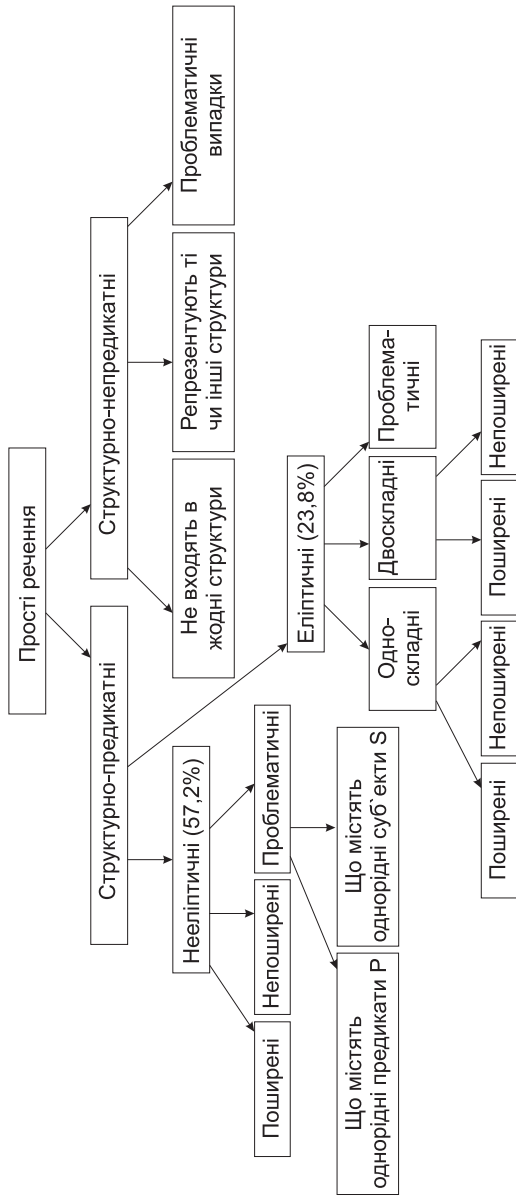 Прості речення
Структурно-предикатні
Структурно-непредикатні
Нееліптичні (57,2%)
Не входять в
жодні структури
Репрезентують ті
чи інші структури
Проблематичні
випадки
Поширені
Непоширені
Проблематичні
Еліптичні (23,8%)
Що містять
однорідні предикати P
Що містять
однорідні суб`єкти S
Одно-
складні
Двоскладні
Проблема-
тичні
Поширені
Непоширені
Поширені
Непоширені